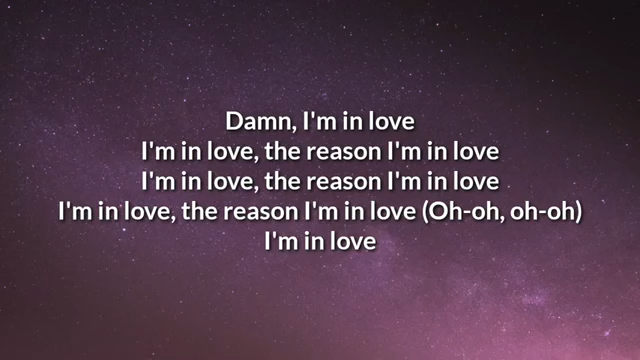 Damn, I'm in love
I'm in love, the reason I'm in love
I'm in love, the reason I'm in love
I'm in love, the reason I'm in love (Oh-oh, oh-oh)
I'm in love